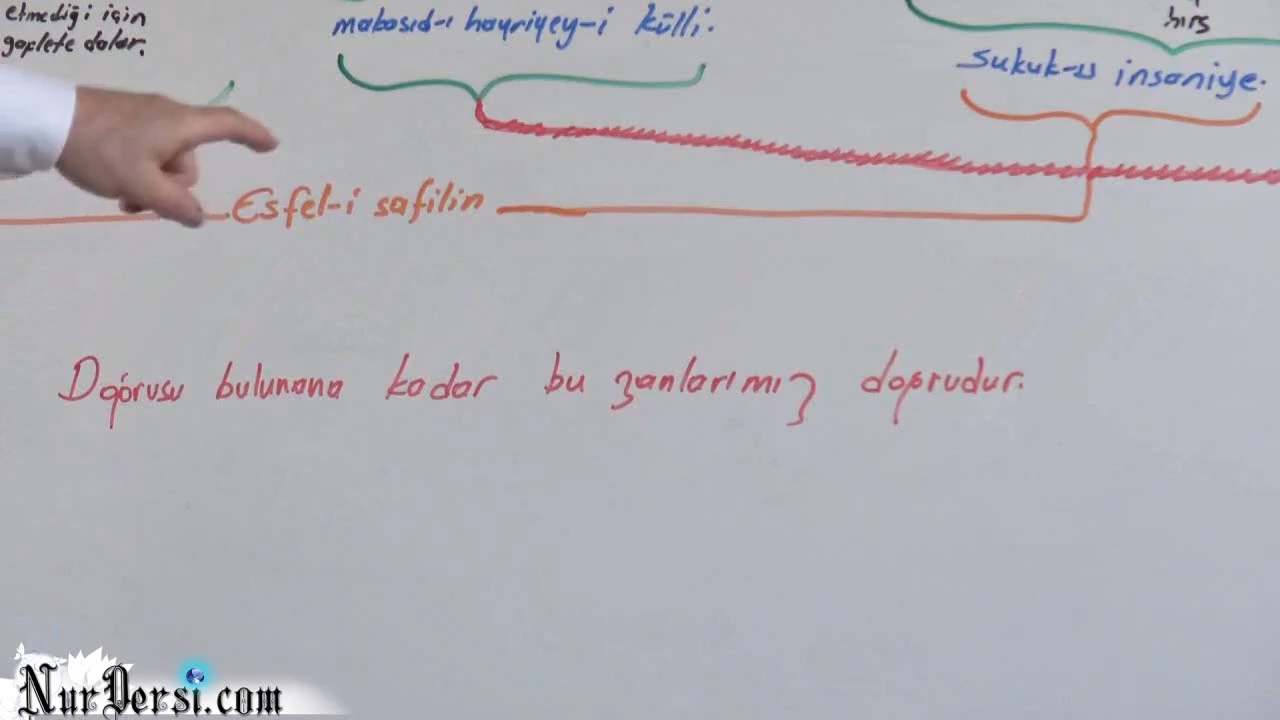 etmediği için
gaflete dalar.
makasıd-ı hayriyey-i külli.
hırs
sukuk-u insaniye.
Esfel-i safilin
Doğrusu bulunana kadar bu zanlarımız doğrudur.
NurDersi.com